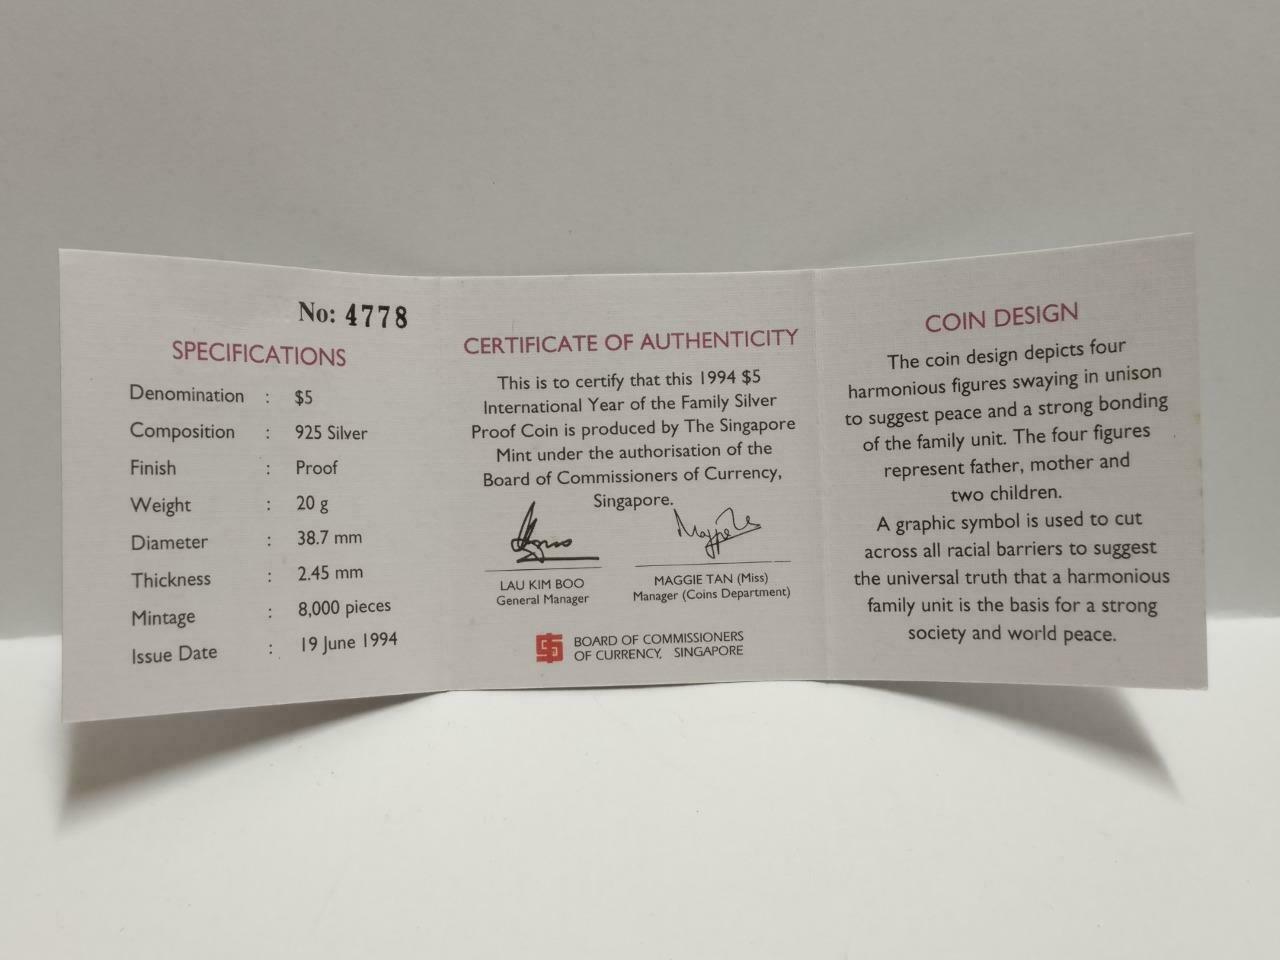 No: 4778
SPECIFICATIONS
Denomination : $5
Composition : 925 Silver
Finish : Proof
Weight : 20 g
Diameter : 38.7 mm
Thickness : 2.45 mm
Mintage : 8,000 pieces
Issue Date : 19 June 1994
CERTIFICATE OF AUTHENTICITY
This is to certify that this 1994 $5
International Year of the Family Silver
Proof Coin is produced by The Singapore
Mint under the authorisation of the
Board of Commissioners of Currency,
Singapore.
LAU KIM BOO
General Manager
MAGGIE TAN (Miss)
Manager (Coins Department)
BOARD OF COMMISSIONERS
OF CURRENCY, SINGAPORE
COIN DESIGN
The coin design depicts four
harmonious figures swaying in unison
to suggest peace and a strong bonding
of the family unit. The four figures
represent father, mother and
two children.
A graphic symbol is used to cut
across all racial barriers to suggest
the universal truth that a harmonious
family unit is the basis for a strong
society and world peace.